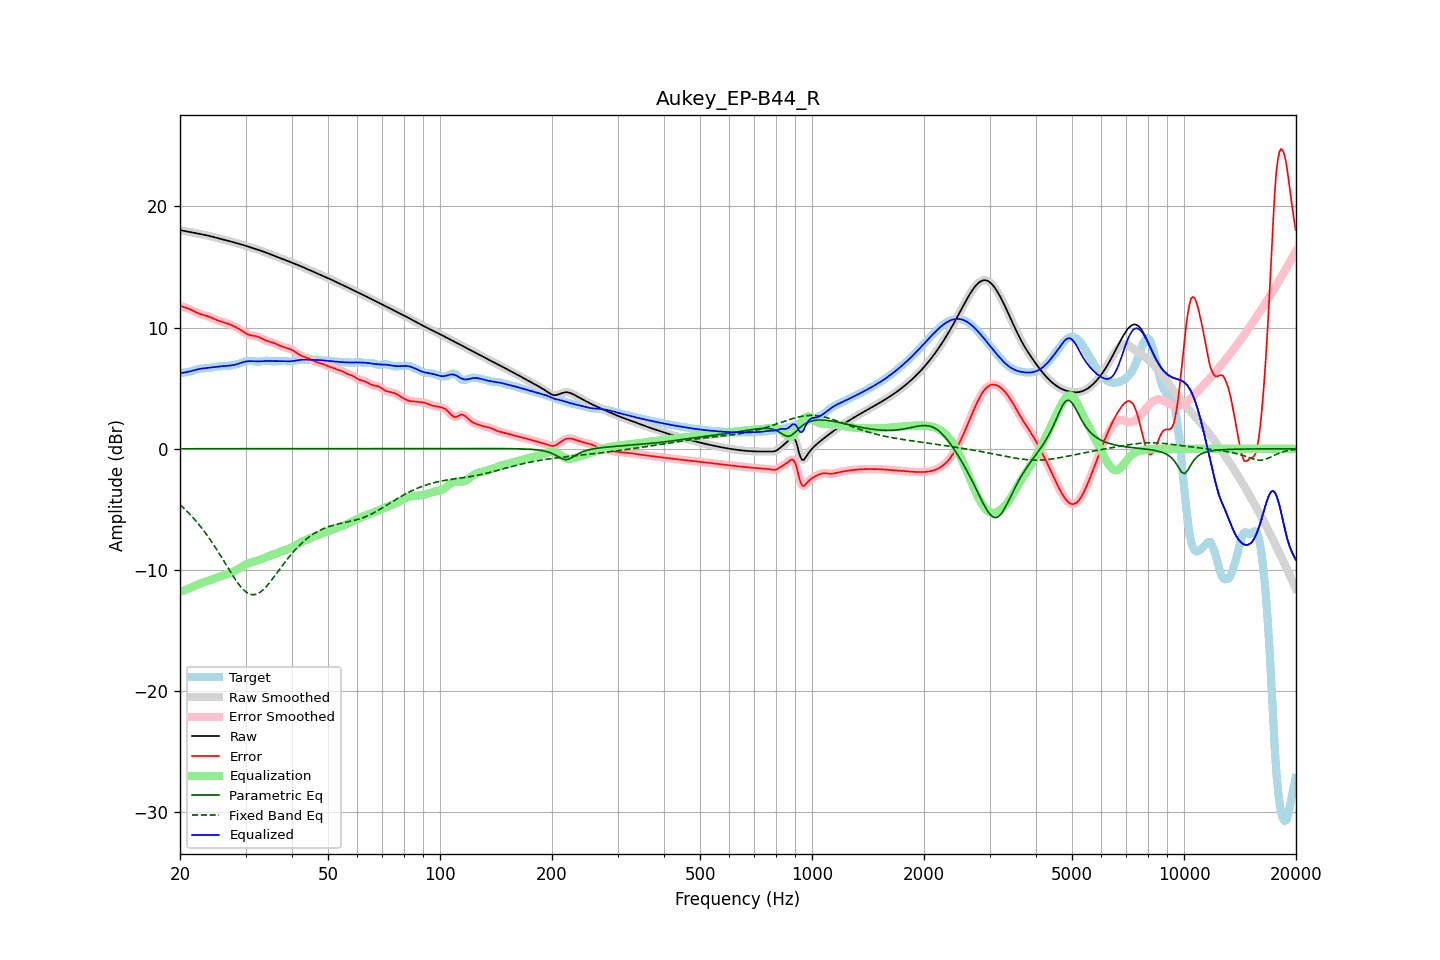 Aukey_EP-B44_R
Amplitude (dBr)
20
10
0
−10
−20
−30
Target
Raw Smoothed
Error Smoothed
Raw
Error
Equalization
Parametric Eq
Fixed Band Eq
Equalized
20 50 100 200 500 1000 2000 5000 10000 20000
Frequency (Hz)